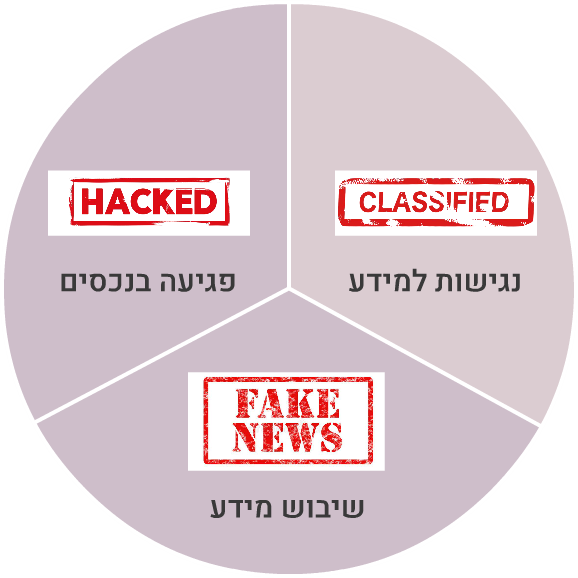 HACKED
פגיעה בנכסים
CLASSIFIED
נגישות למידע
FAKE
NEWS
שיבוש מידע